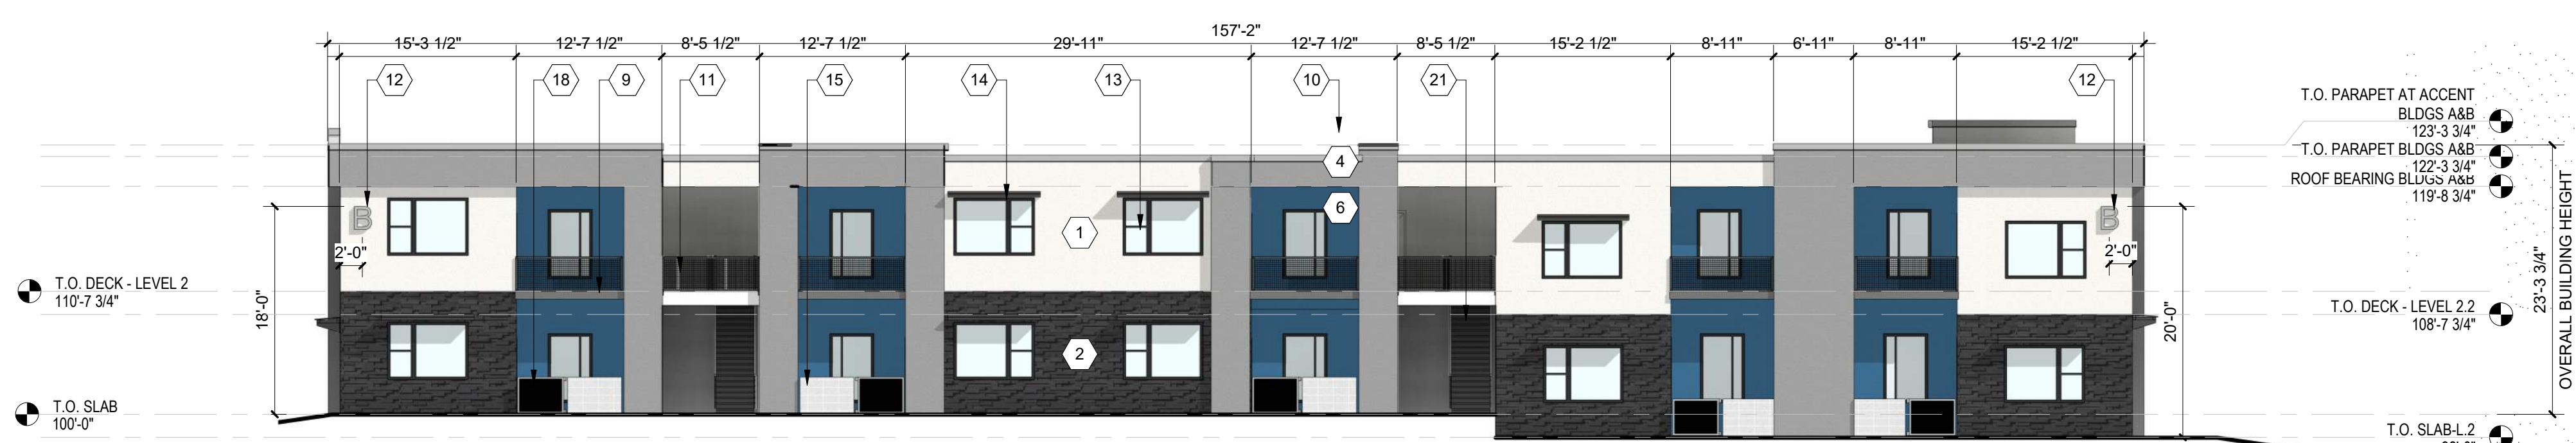 157'-2"
15'-3 1/2" 12'-7 1/2" 8'-5 1/2" 12'-7 1/2" 29'-11" 12'-7 1/2" 8'-5 1/2" 15'-2 1/2" 8'-11" 6'-11" 8'-11" 15'-2 1/2"
12 18 9 11 15 14 13 10 21 12
T.O. PARAPET AT ACCENT
BLDGS A&B
123'-3 3/4"
T.O. PARAPET BLDGS A&B
122'-3 3/4"
ROOF BEARING BLDGS A&B
119'-8 3/4"
4
6
1
2
B
B
2'-0"
2'-0"
18'-0"
20'-0"
23'-3 3/4"
OVERALL BUILDING HEIGHT
T.O. DECK - LEVEL 2
110'-7 3/4"
T.O. DECK - LEVEL 2.2
108'-7 3/4"
T.O. SLAB
100'-0"
T.O. SLAB-L.2